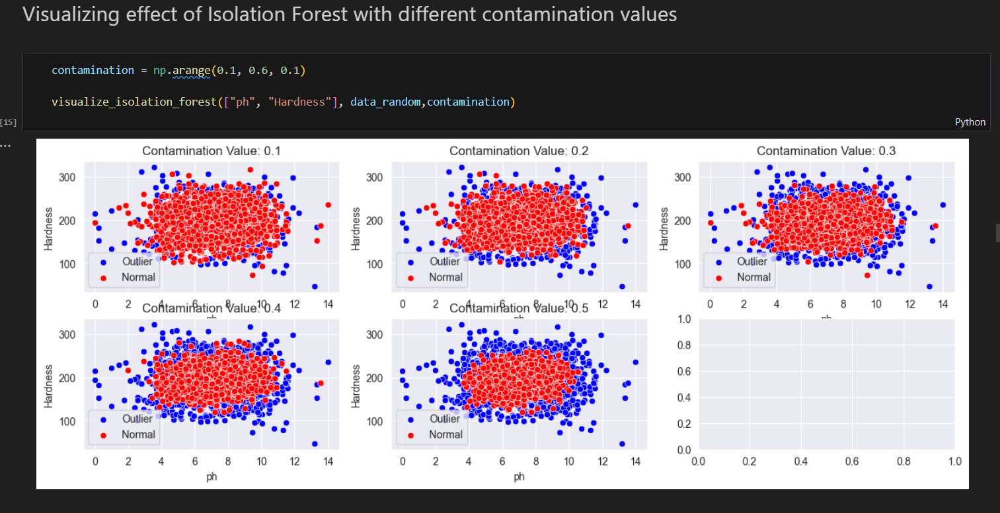 Visualizing effect of Isolation Forest with different contamination values
contamination = np.arange(0.1, 0.6, 0.1)
visualize_isolation_forest(["ph", "Hardness"], data_random,contamination)
[15]
Python
...
Contamination Value: 0.1
300
200
100
Hardness
Outlier
Normal
0 2 4 6 8 10 12 14
ph
Contamination Value: 0.2
300
200
100
Hardness
Outlier
Normal
0 2 4 6 8 10 12 14
ph
Contamination Value: 0.3
300
200
100
Hardness
Outlier
Normal
0 2 4 6 8 10 12 14
ph
Contamination Value: 0.4
300
200
100
Hardness
Outlier
Normal
0 2 4 6 8 10 12 14
ph
Contamination Value: 0.5
300
200
100
Hardness
Outlier
Normal
0 2 4 6 8 10 12 14
ph
1.0
0.8
0.6
0.4
0.2
0.0
0.0 0.2 0.4 0.6 0.8 1.0